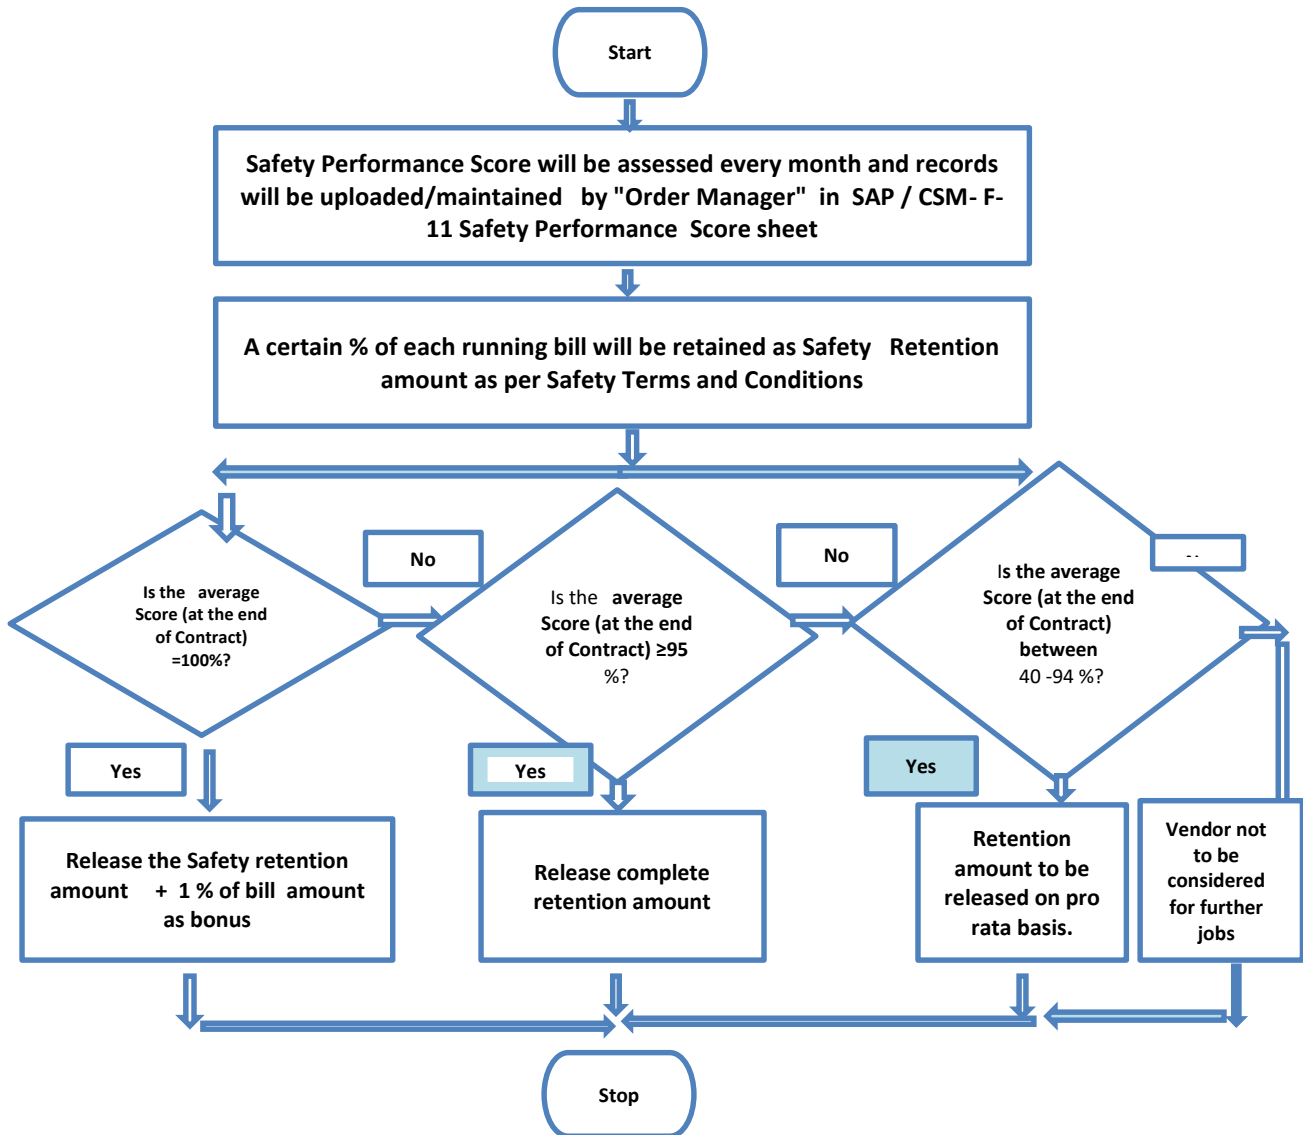 Start
Safety Performance Score will be assessed every month and records
will be uploaded/maintained by "Order Manager" in SAP / CSM- F-
11 Safety Performance Score sheet
A certain % of each running bill will be retained as Safety Retention
amount as per Safety Terms and Conditions
Is the average
Score (at the end
of Contract)
=100%?
No
Is the average
Score (at the end
of Contract) ≥95
%?
No
Is the average
Score (at the end
of Contract)
between
40 -94 %?
Yes
Yes
Yes
Release the Safety retention
amount + 1 % of bill amount
as bonus
Release complete
retention amount
Retention
amount to be
released on pro
rata basis.
Vendor not
to be
considered
for further
jobs
Stop